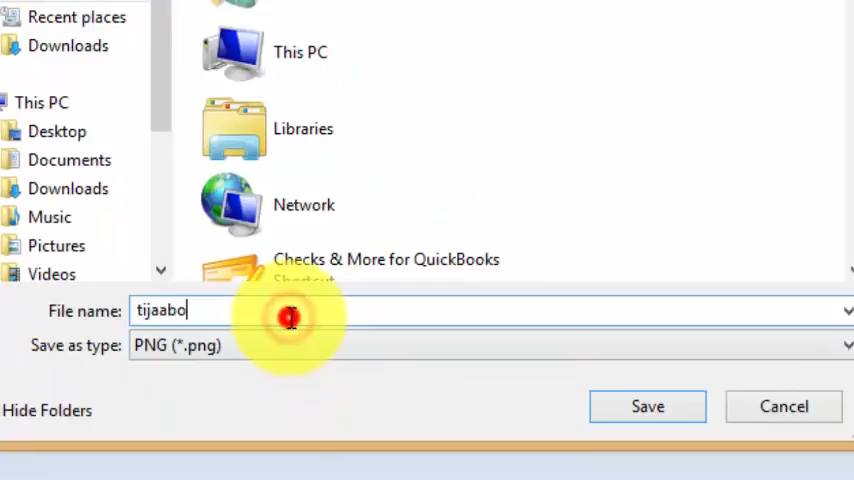 Recent places
Downloads
This PC
Desktop
Documents
Downloads
Music
Pictures
Videos
This PC
Libraries
Network
Checks & More for QuickBooks
Shortcut
File name: tijaabo
Save as type: PNG (*.png)
Hide Folders
Save
Cancel